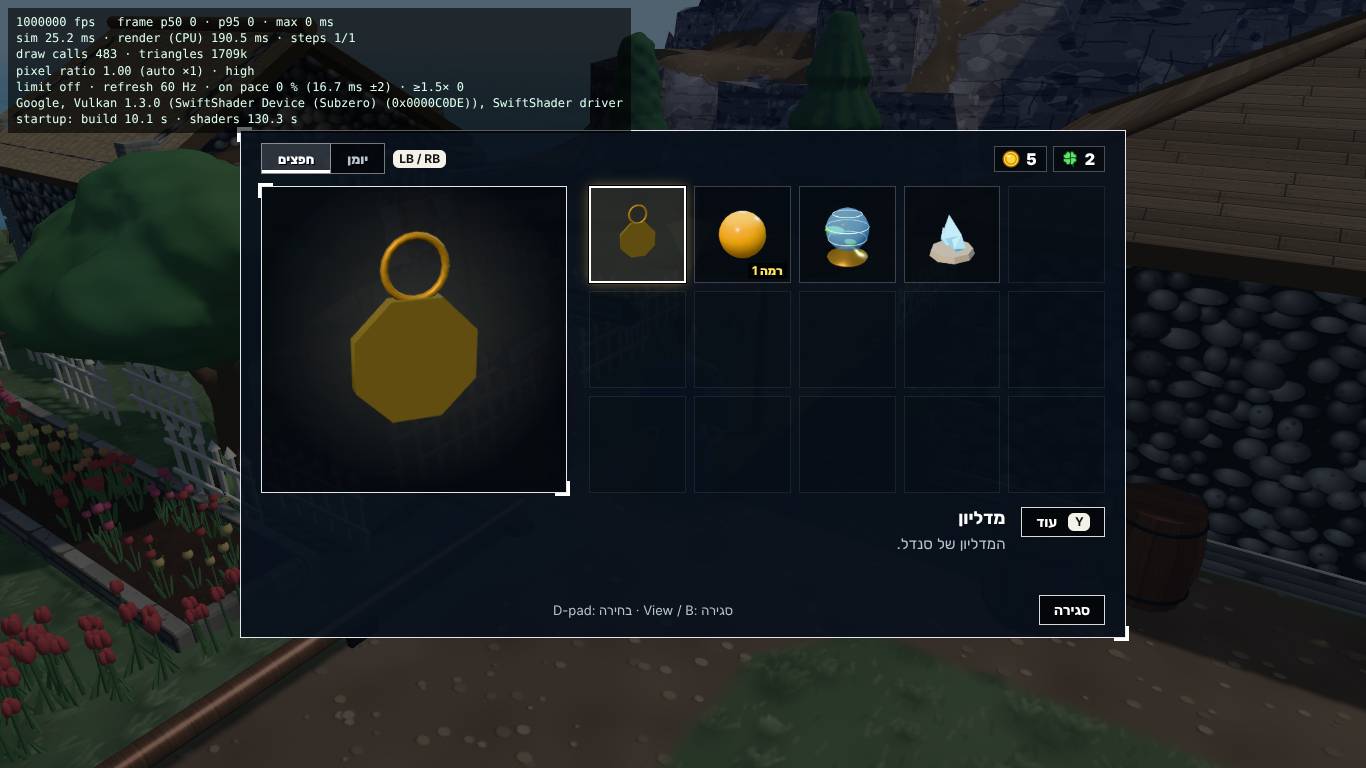 1000000 fps   frame p50 0 · p95 0 · max 0 ms
sim 25.2 ms · render (CPU) 190.5 ms · steps 1/1
draw calls 483 · triangles 1709k
pixel ratio 1.00 (auto ×1) · high
limit off · refresh 60 Hz · on pace 0 % (16.7 ms ±2) · ≥1.5× 0
Google, Vulkan 1.3.0 (SwiftShader Device (Subzero) (0x0000C0DE)), SwiftShader driver
startup: build 10.1 s · shaders 130.3 s
חפצים
יומן
LB / RB
5
2
רמה 1
מדליון
Y עוד
המדליון של סנדל.
D-pad: בחירה · View / B: סגירה
סגירה